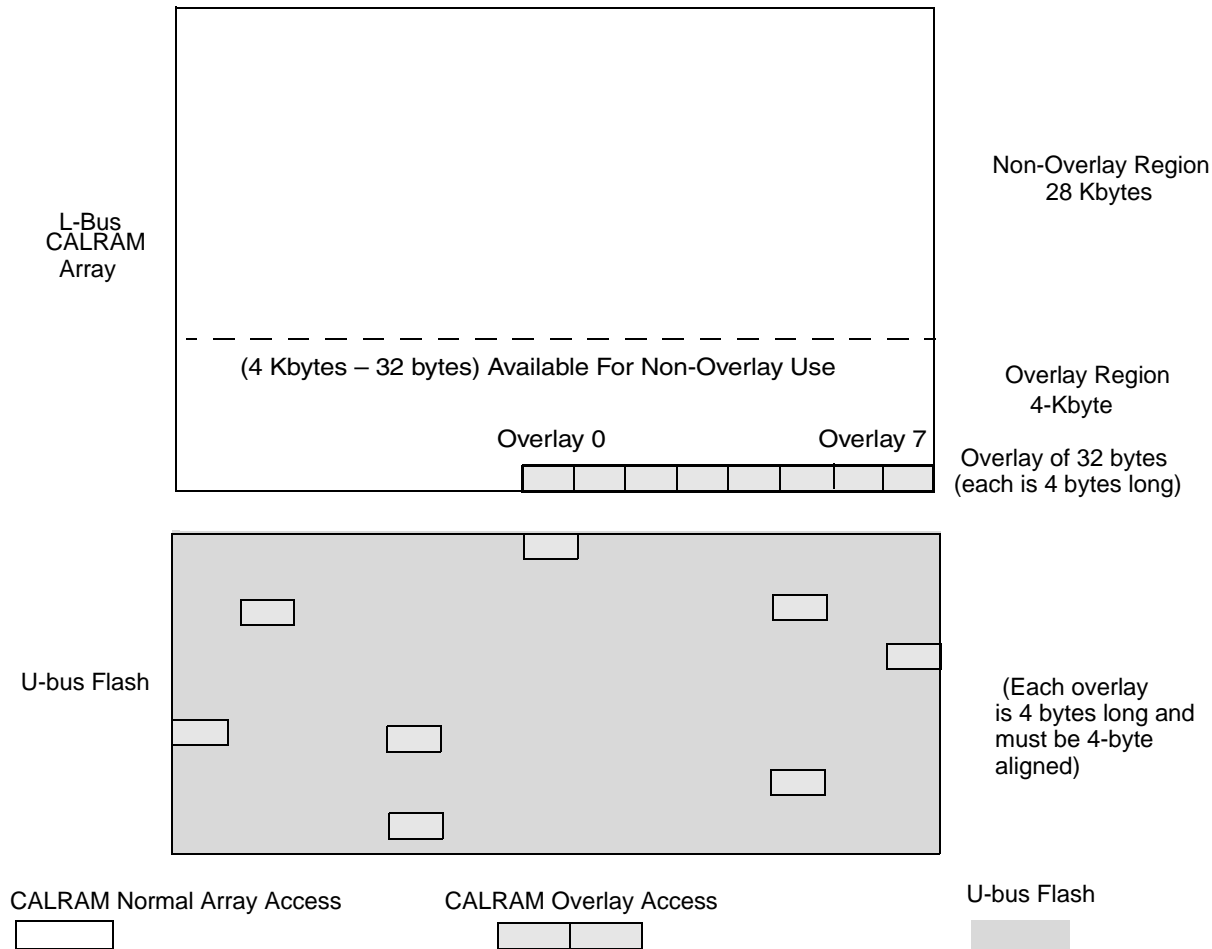 Non-Overlay Region
28 Kbytes
L-Bus
CALRAM
Array
(4 Kbytes – 32 bytes) Available For Non-Overlay Use
Overlay Region
4-Kbyte
Overlay 0
Overlay 7
Overlay of 32 bytes
(each is 4 bytes long)
U-bus Flash
(Each overlay
is 4 bytes long and
must be 4-byte
aligned)
CALRAM Normal Array Access
CALRAM Overlay Access
U-bus Flash